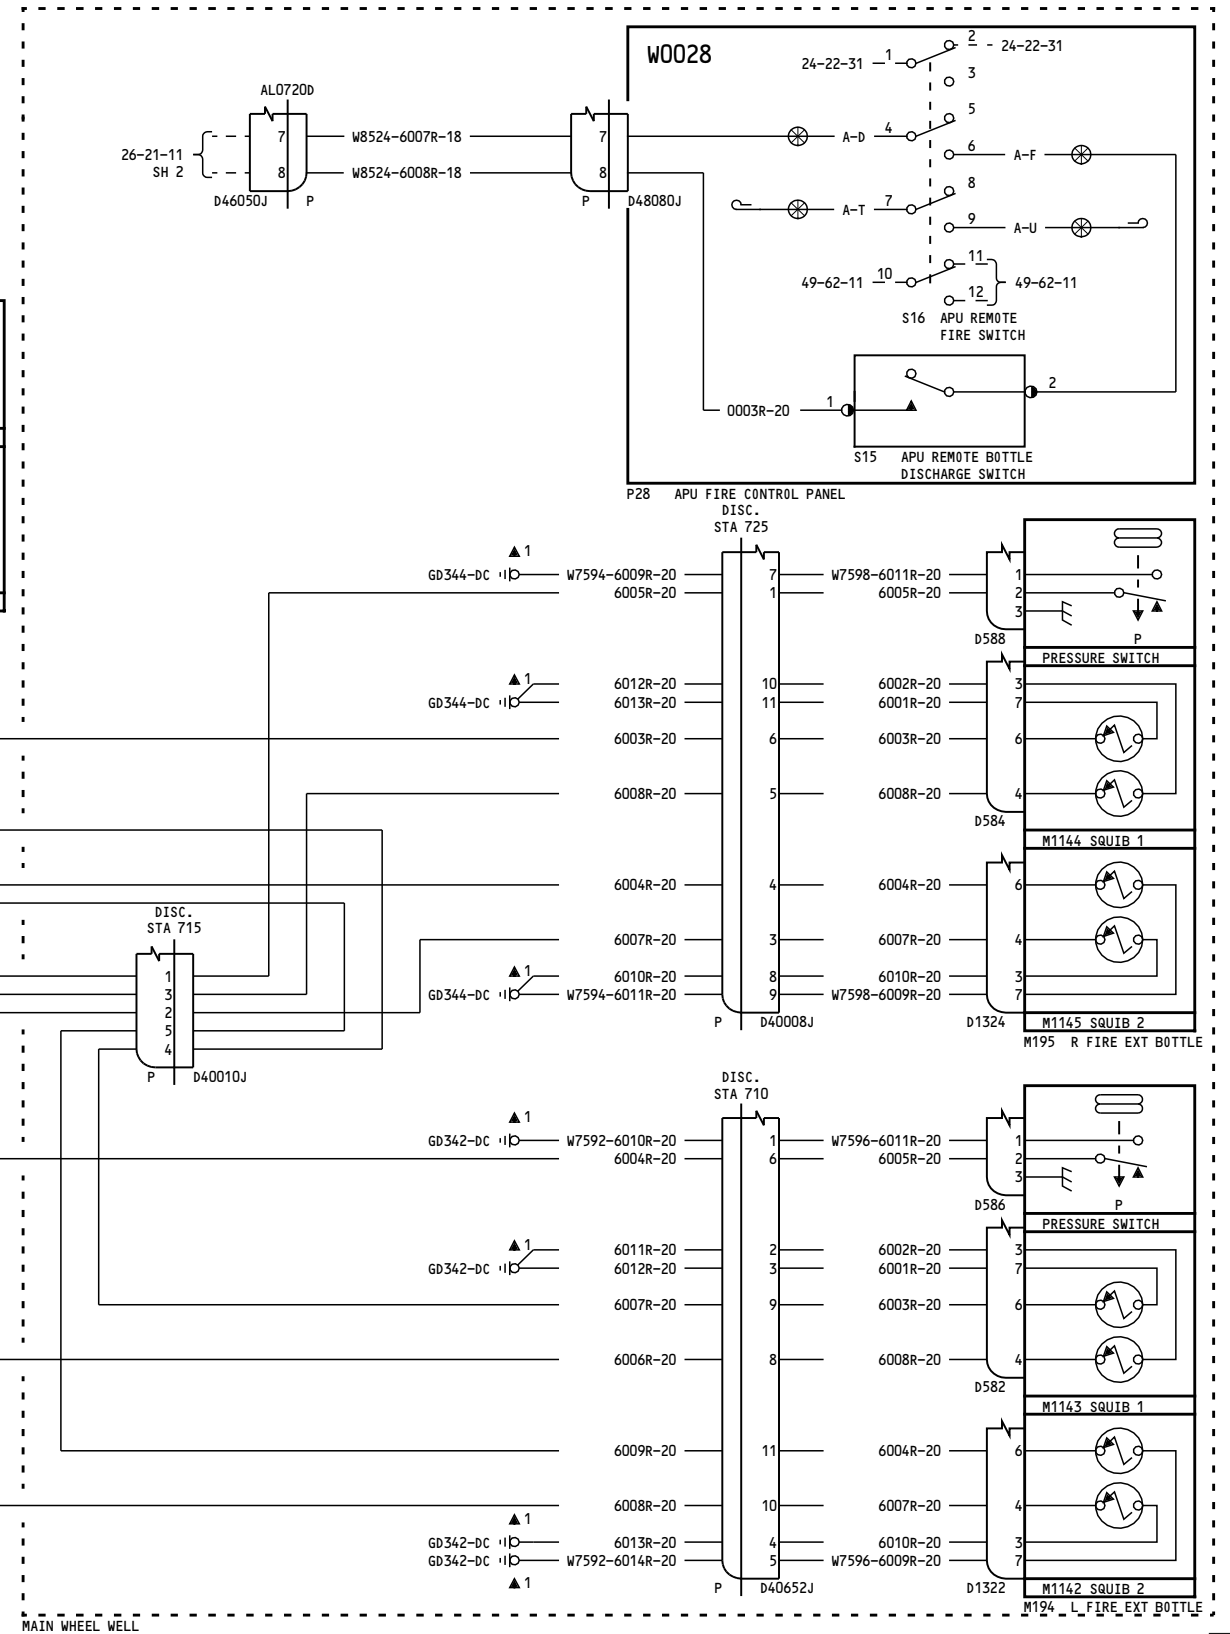 W0028
24-22-31 1 2 24-22-31
3
AL0720D
26-21-11
SH 2
7 W8524-6007R-18 7 A-D 4 5
8 W8524-6008R-18 8 6 A-F
D46050J P P D48080J
A-T 7 8
9 A-U
49-62-11 10 11 49-62-11
12
S16 APU REMOTE
FIRE SWITCH
0003R-20 1 2
S15 APU REMOTE BOTTLE
DISCHARGE SWITCH
P28 APU FIRE CONTROL PANEL
DISC.
STA 725
1
GD344-DC W7594-6009R-20 7 W7598-6011R-20 1
6005R-20 1 6005R-20 2
3
D588 P
PRESSURE SWITCH
1
6012R-20 10 6002R-20 3
GD344-DC 6013R-20 11 6001R-20 7
6003R-20 6 6003R-20 6
6008R-20 5 6008R-20 4
D584
M1144 SQUIB 1
6004R-20 4 6004R-20 6
DISC.
STA 715
6007R-20 3 6007R-20 4
1
1 6010R-20 8 6010R-20 3
3 GD344-DC W7594-6011R-20 9 W7598-6009R-20 7
2
5
4
P D40008J D1324 M1145 SQUIB 2
M195 R FIRE EXT BOTTLE
P D40010J
DISC.
STA 710
1
GD342-DC W7592-6010R-20 1 W7596-6011R-20 1
6004R-20 6 6005R-20 2
3
D586 P
PRESSURE SWITCH
1
6011R-20 2 6002R-20 3
GD342-DC 6012R-20 3 6001R-20 7
6007R-20 9 6003R-20 6
6006R-20 8 6008R-20 4
D582
M1143 SQUIB 1
6009R-20 11 6004R-20 6
6008R-20 10 6007R-20 4
1
GD342-DC 6013R-20 4 6010R-20 3
GD342-DC W7592-6014R-20 5 W7596-6009R-20 7
1
P D40652J D1322 M1142 SQUIB 2
M194 L FIRE EXT BOTTLE
MAIN WHEEL WELL